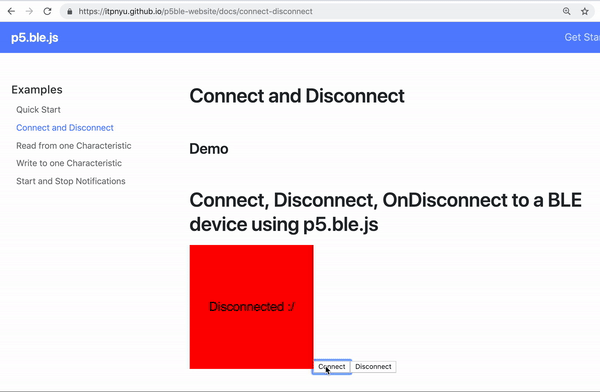 https://itpnyu.github.io/p5ble-website/docs/connect-disconnect
p5.ble.js
Get Sta
Examples
Quick Start
Connect and Disconnect
Read from one Characteristic
Write to one Characteristic
Start and Stop Notifications
Connect and Disconnect
Demo
Connect, Disconnect, OnDisconnect to a BLE
device using p5.ble.js
Disconnected :/
Connect Disconnect